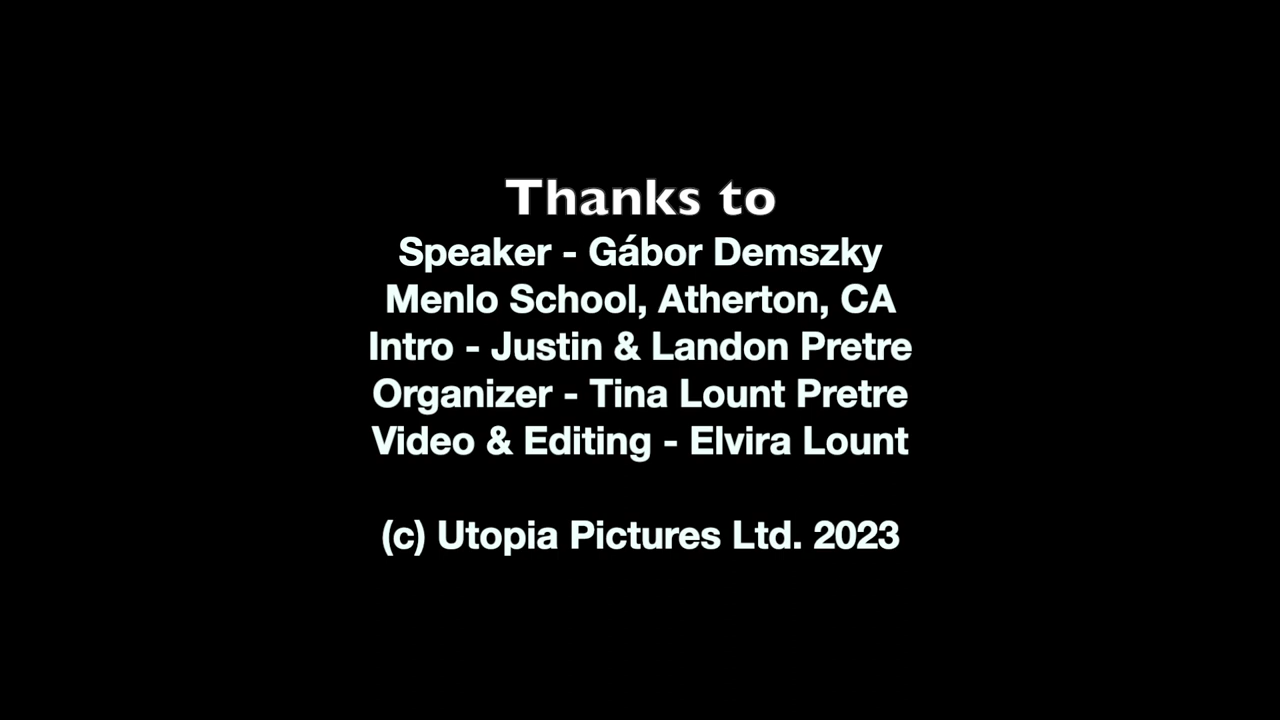 Thanks to
Speaker - Gábor Demszky
Menlo School, Atherton, CA
Intro - Justin & Landon Pretre
Organizer - Tina Lount Pretre
Video & Editing - Elvira Lount
(c) Utopia Pictures Ltd. 2023